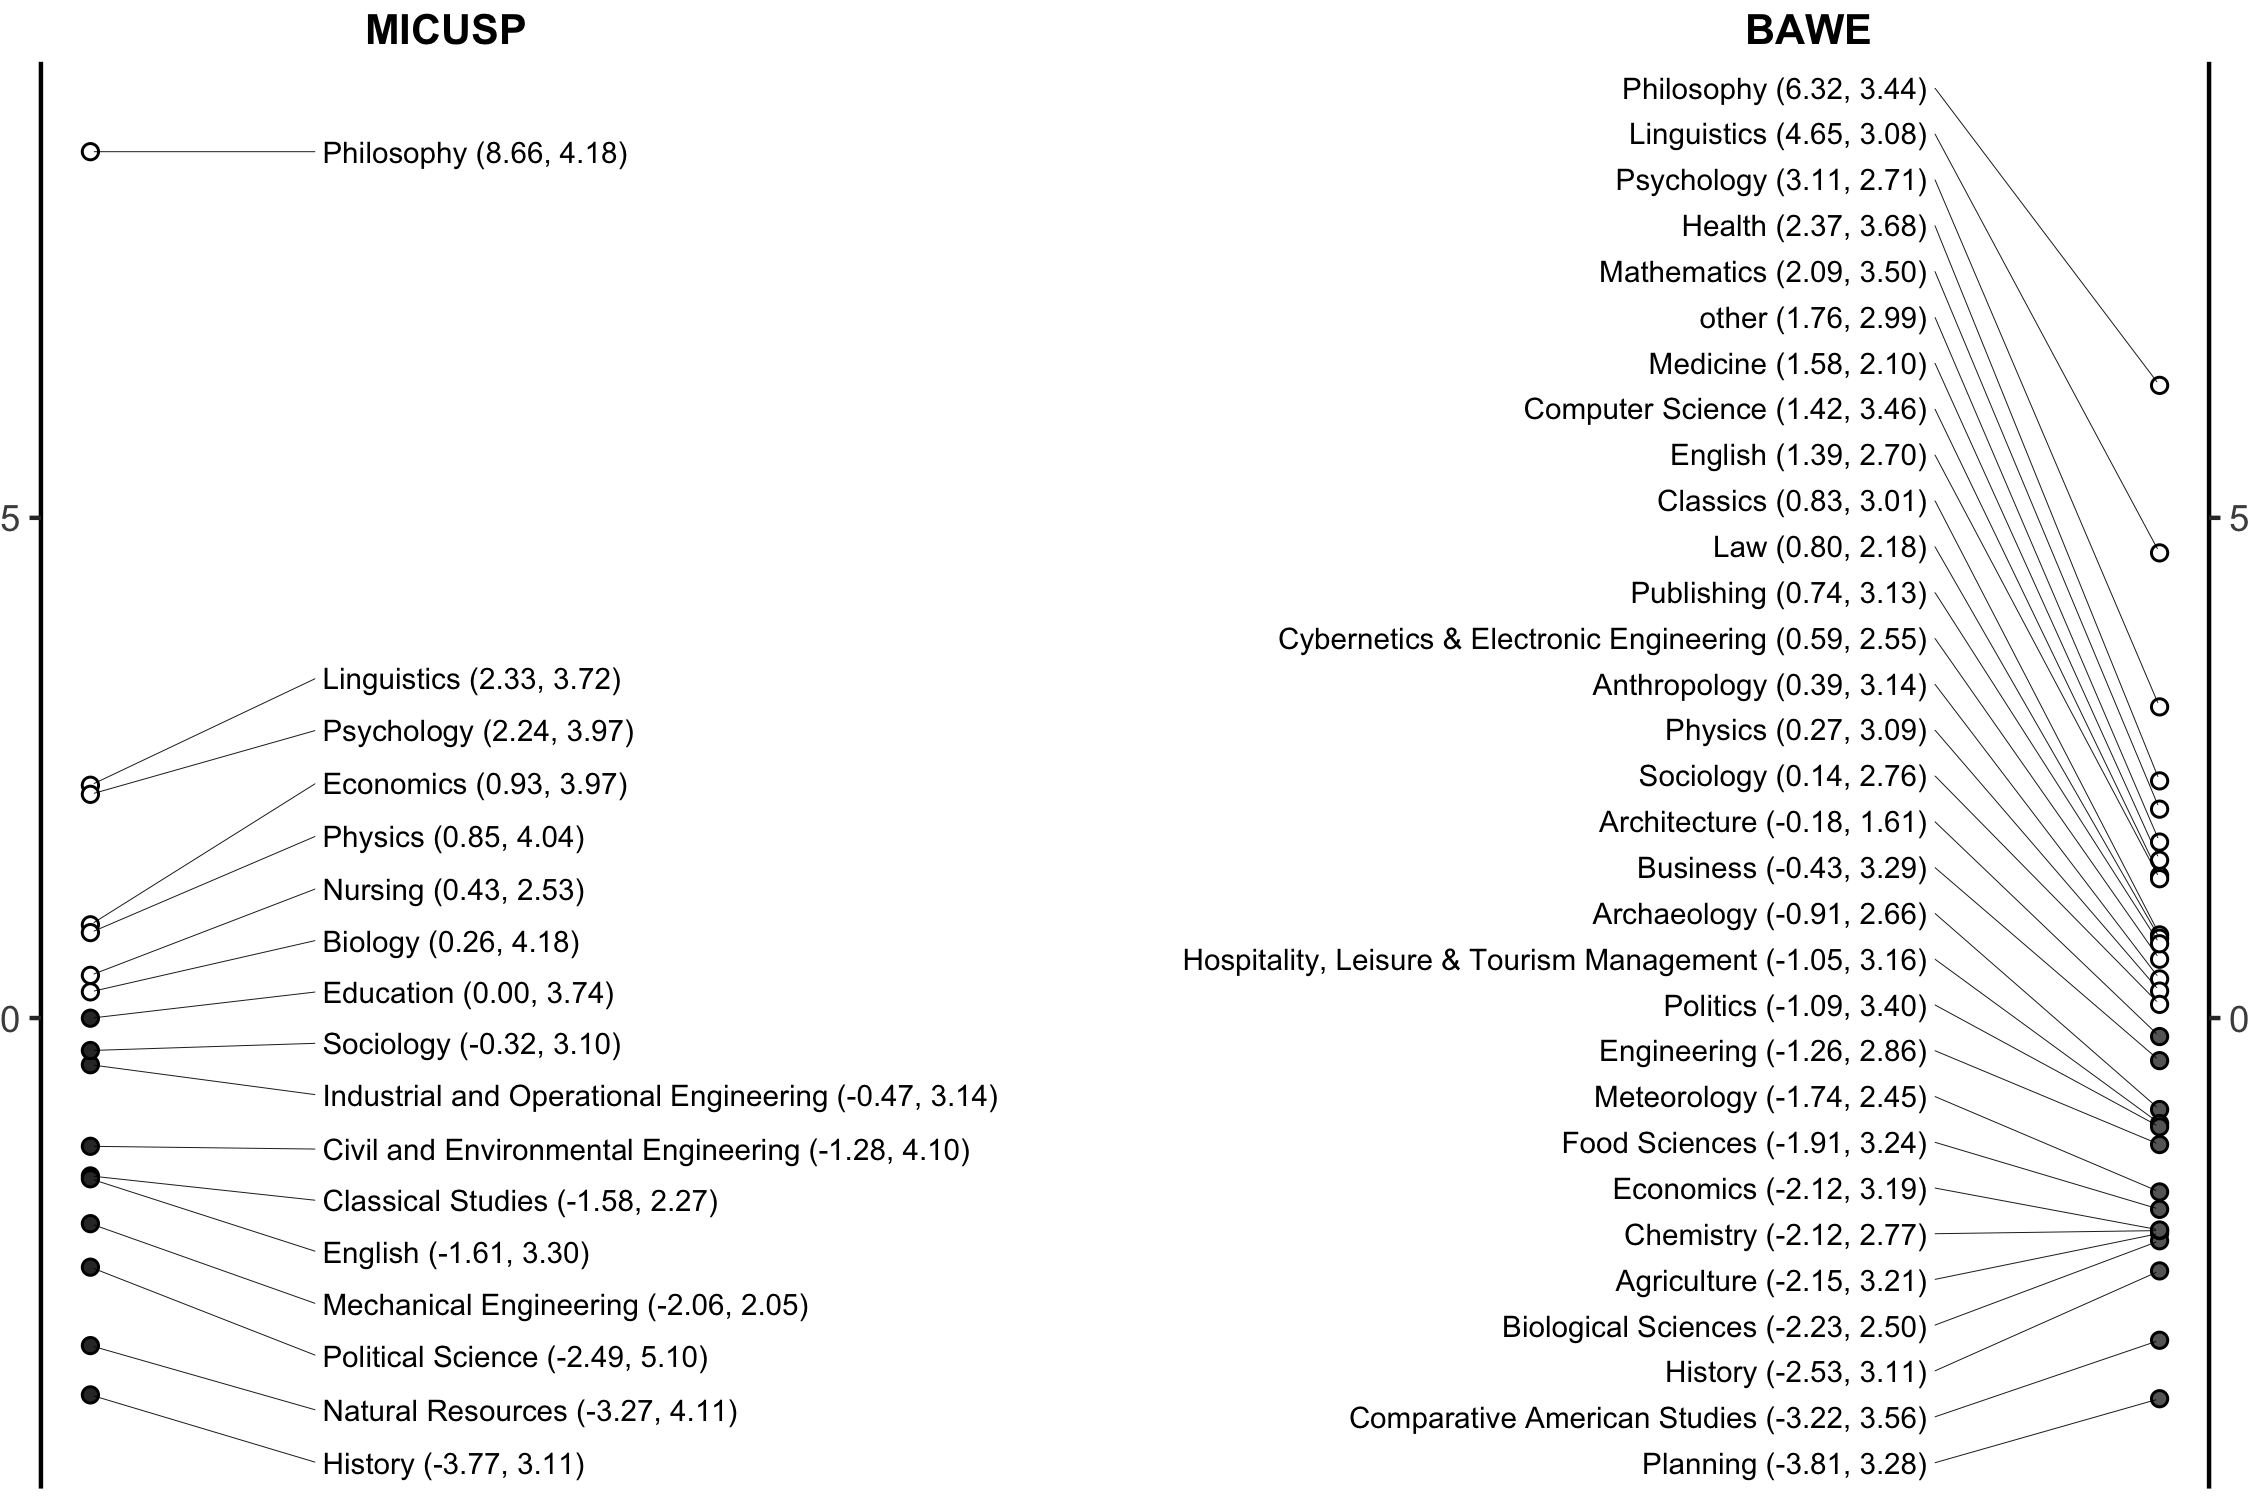 MICUSP
Philosophy (8.66, 4.18)
5
Linguistics (2.33, 3.72)
Psychology (2.24, 3.97)
Economics (0.93, 3.97)
Physics (0.85, 4.04)
Nursing (0.43, 2.53)
Biology (0.26, 4.18)
Education (0.00, 3.74)
0
Sociology (-0.32, 3.10)
Industrial and Operational Engineering (-0.47, 3.14)
Civil and Environmental Engineering (-1.28, 4.10)
Classical Studies (-1.58, 2.27)
English (-1.61, 3.30)
Mechanical Engineering (-2.06, 2.05)
Political Science (-2.49, 5.10)
Natural Resources (-3.27, 4.11)
History (-3.77, 3.11)
BAWE
Philosophy (6.32, 3.44)
Linguistics (4.65, 3.08)
Psychology (3.11, 2.71)
Health (2.37, 3.68)
Mathematics (2.09, 3.50)
other (1.76, 2.99)
Medicine (1.58, 2.10)
Computer Science (1.42, 3.46)
English (1.39, 2.70)
Classics (0.83, 3.01)
5
Law (0.80, 2.18)
Publishing (0.74, 3.13)
Cybernetics & Electronic Engineering (0.59, 2.55)
Anthropology (0.39, 3.14)
Physics (0.27, 3.09)
Sociology (0.14, 2.76)
Architecture (-0.18, 1.61)
Business (-0.43, 3.29)
Archaeology (-0.91, 2.66)
Hospitality, Leisure & Tourism Management (-1.05, 3.16)
Politics (-1.09, 3.40)
0
Engineering (-1.26, 2.86)
Meteorology (-1.74, 2.45)
Food Sciences (-1.91, 3.24)
Economics (-2.12, 3.19)
Chemistry (-2.12, 2.77)
Agriculture (-2.15, 3.21)
Biological Sciences (-2.23, 2.50)
History (-2.53, 3.11)
Comparative American Studies (-3.22, 3.56)
Planning (-3.81, 3.28)